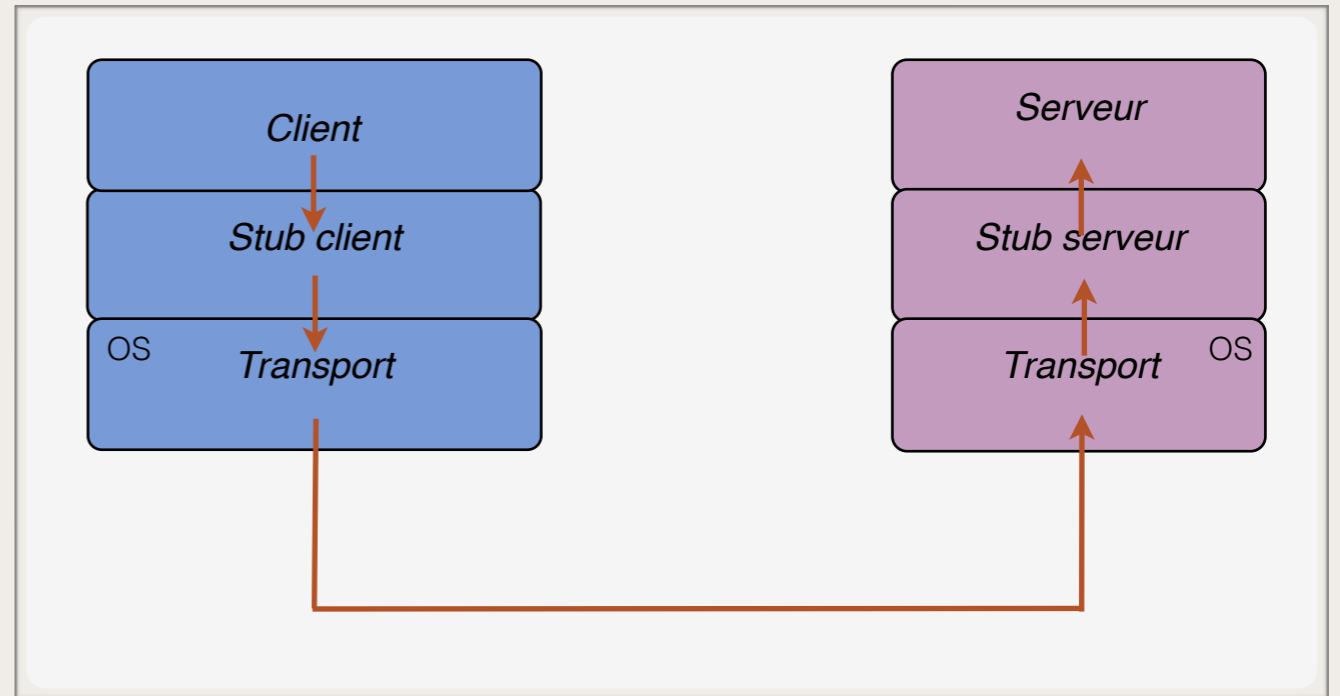 Client
Stub client
OS
Transport
Serveur
Stub serveur
Transport
OS